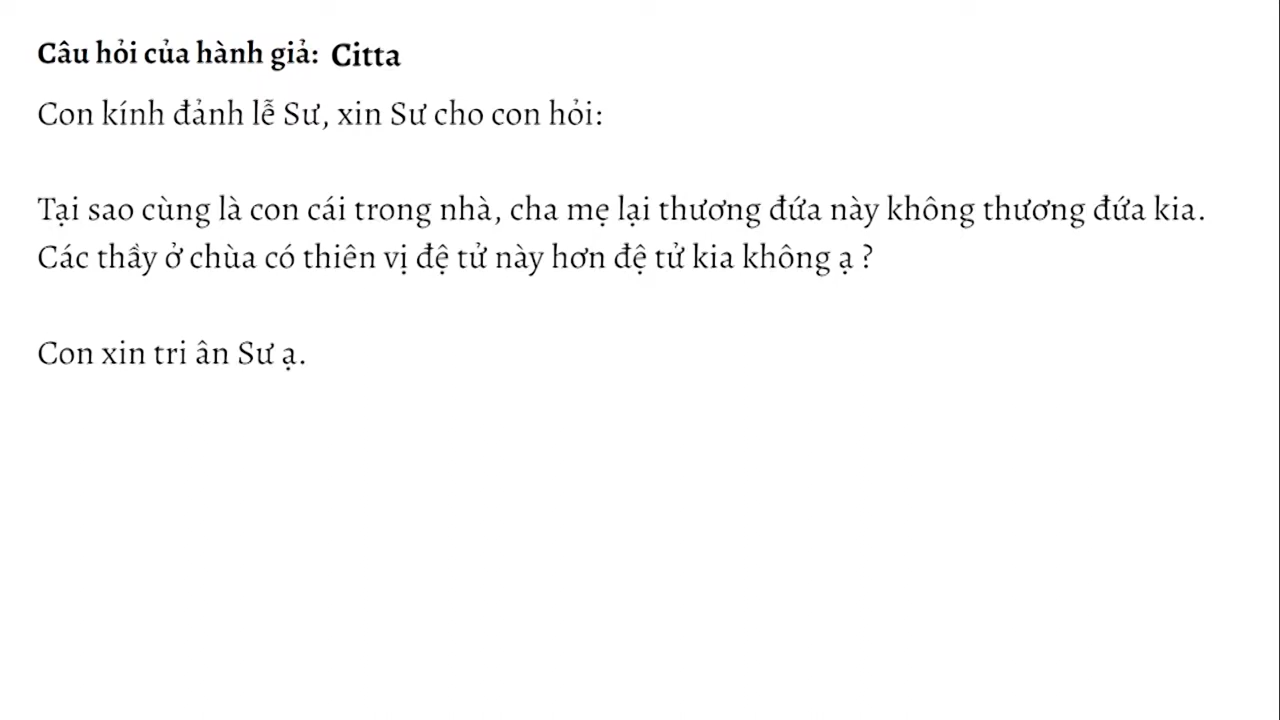 Câu hỏi của hành giả: Citta
Con kính đảnh lễ Sư, xin Sư cho con hỏi:
Tại sao cùng là con cái trong nhà, cha mẹ lại thương đứa này không thương đứa kia.
Các thầy ở chùa có thiên vị đệ tử này hơn đệ tử kia không ạ ?
Con xin tri ân Sư ạ.